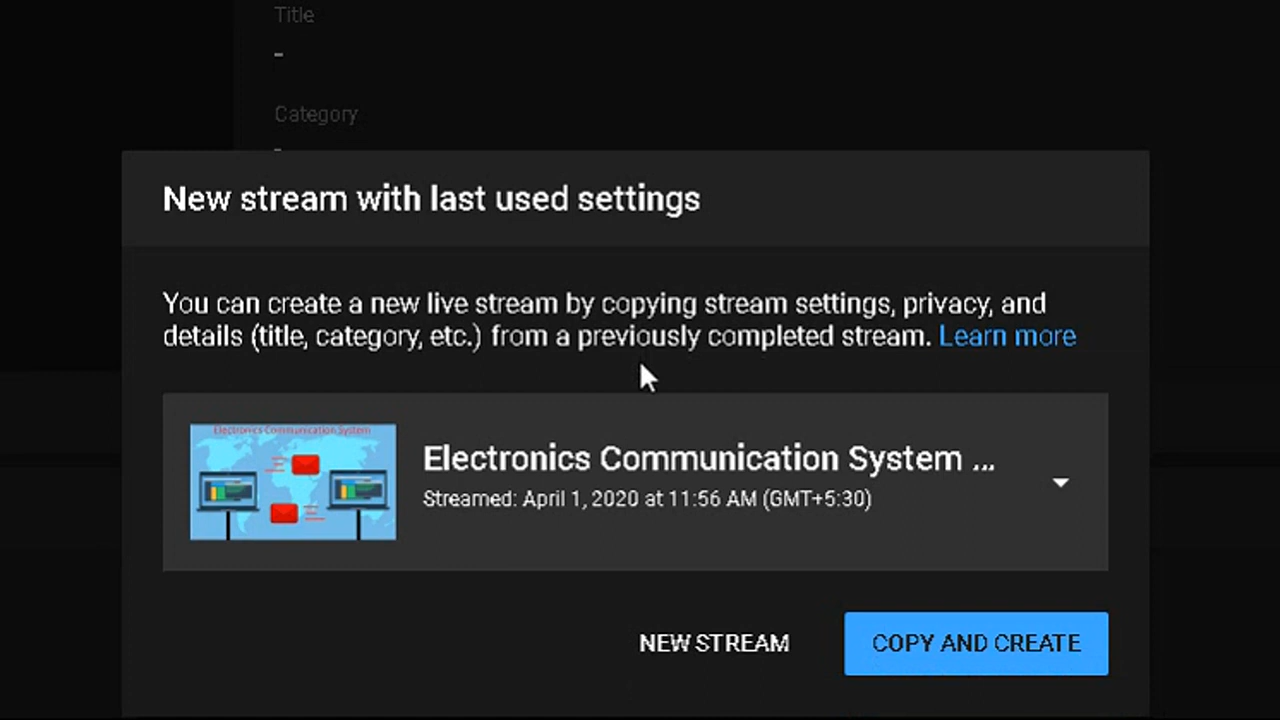 Title
-
Category
-
New stream with last used settings
You can create a new live stream by copying stream settings, privacy, and
details (title, category, etc.) from a previously completed stream. Learn more
Electronics Communication System
Electronics Communication System ...
Streamed: April 1, 2020 at 11:56 AM (GMT+5:30)
NEW STREAM
COPY AND CREATE